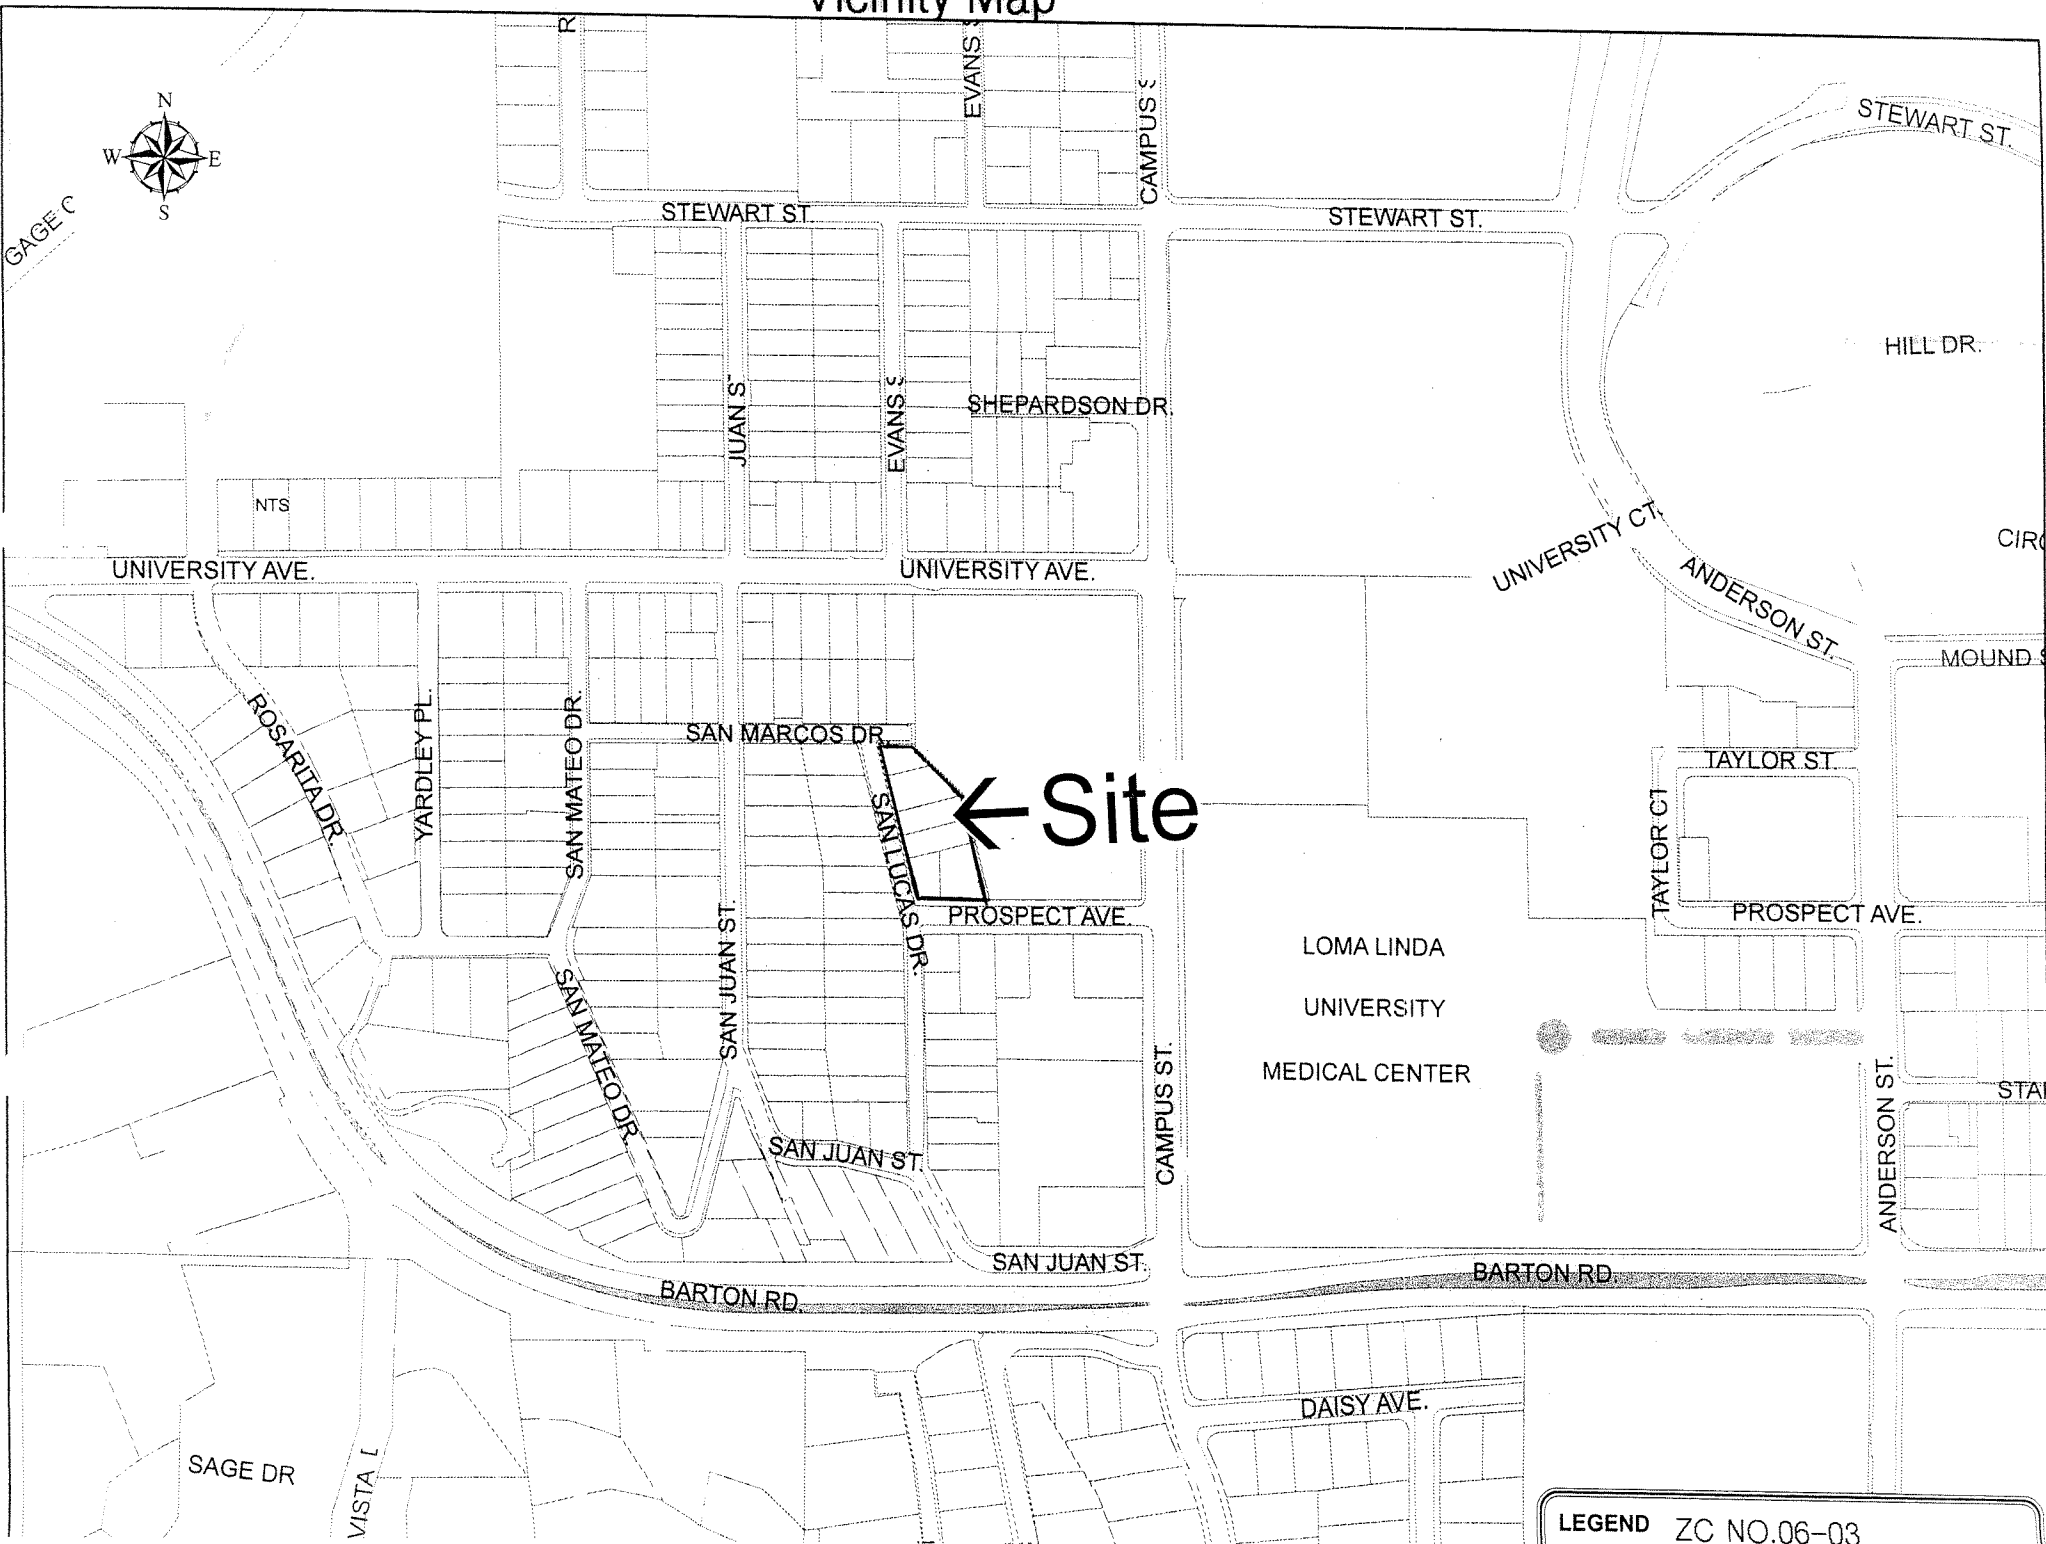 Vicinity Map
R
EVANS S
CAMPUS S
STEWART ST.
N
W
E
S
GAGE C
STEWART ST.
STEWART ST.
HILL DR.
JUAN ST
EVANS S
SHEPARDSON DR.
NTS
UNIVERSITY CT.
CIRC
UNIVERSITY AVE.
UNIVERSITY AVE.
ANDERSON ST.
MOUND S
ROSARITA DR.
YARDLEY PL.
SAN MATEO DR.
SAN MARCOS DR.
TAYLOR ST.
Site
SAN LUCAS DR.
TAYLOR CT
PROSPECT AVE.
PROSPECT AVE.
SAN JUAN ST.
LOMA LINDA
UNIVERSITY
MEDICAL CENTER
SAN MATEO DR.
CAMPUS ST.
ANDERSON ST.
STAR
SAN JUAN ST.
SAN JUAN ST.
BARTON RD.
BARTON RD.
DAISY AVE.
SAGE DR
VISTA
LEGEND ZC NO.06-03